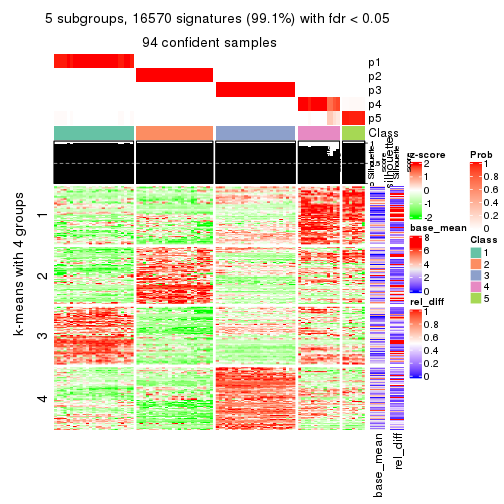 5 subgroups, 16570 signatures (99.1%) with fdr < 0.05
94 confident samples
p1
p2
p3
p4
p5
Class
silhouette
k-means with 4 groups
1
2
3
4
base_mean
rel_diff
z-score
2
1
0
-1
-2
base_mean
8
6
4
2
0
rel_diff
1
0.8
0.6
0.4
0.2
0
Prob
1
0.8
0.6
0.4
0.2
0
Class
1
2
3
4
5